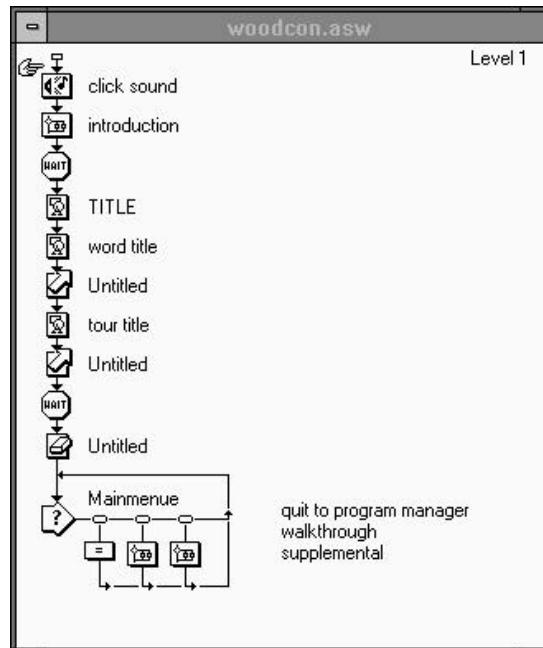 woodcon.asw
Level 1
click sound
introduction
WAIT
TITLE
word title
Untitled
tour title
Untitled
WAIT
Untitled
Mainmenue
?
=
quit to program manager
walkthrough
supplemental